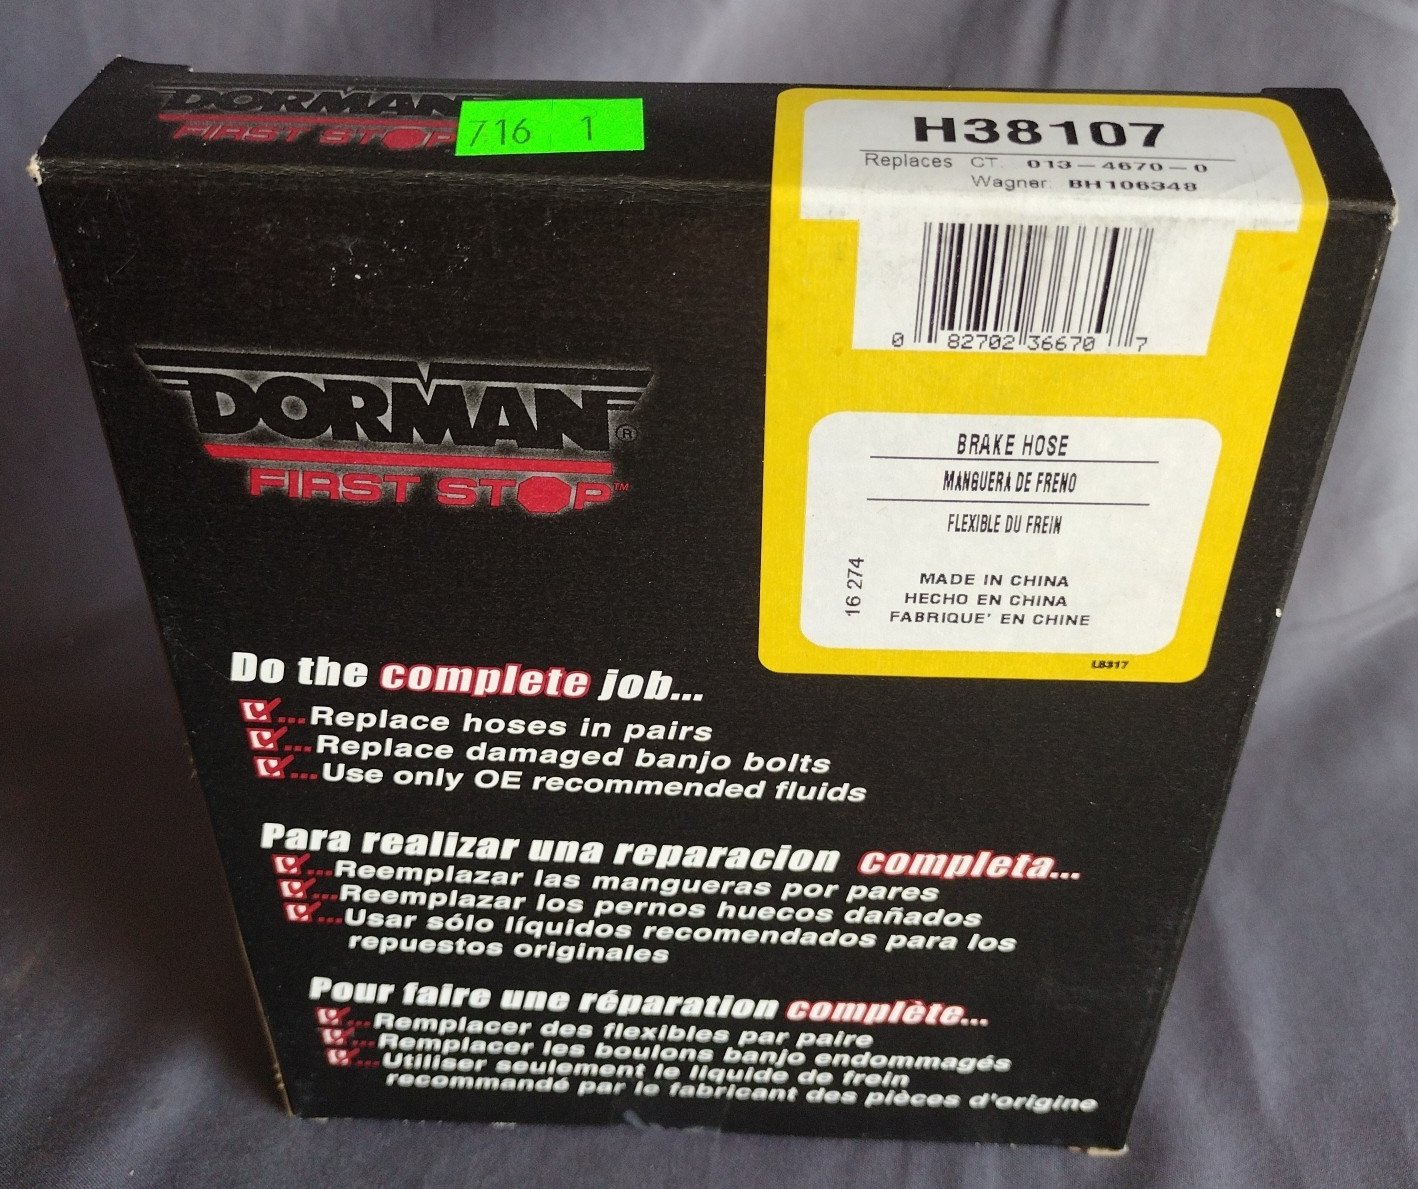 DORMAN
FIRST STOP
716 1
H38107
Replaces CT. 013-4670-0
Wagner: BH106348
0 82702 36670 7
DORMAN®
FIRST STOP™
BRAKE HOSE
MANGUERA DE FRENO
FLEXIBLE DU FREIN
16 274
MADE IN CHINA
HECHO EN CHINA
FABRIQUE' EN CHINE
LB317
Do the complete job...
...Replace hoses in pairs
...Replace damaged banjo bolts
...Use only OE recommended fluids
Para realizar una reparacion completa...
...Reemplazar las mangueras por pares
...Reemplazar los pernos huecos dañados
...Usar sólo líquidos recomendados para los
repuestos originales
Pour faire une réparation complète...
...Remplacer des flexibles par paire
...Remplacer les boulons banjo endommagés
...Utiliser seulement le liquide de frein
recommandé par le fabricant des pièces d'origine